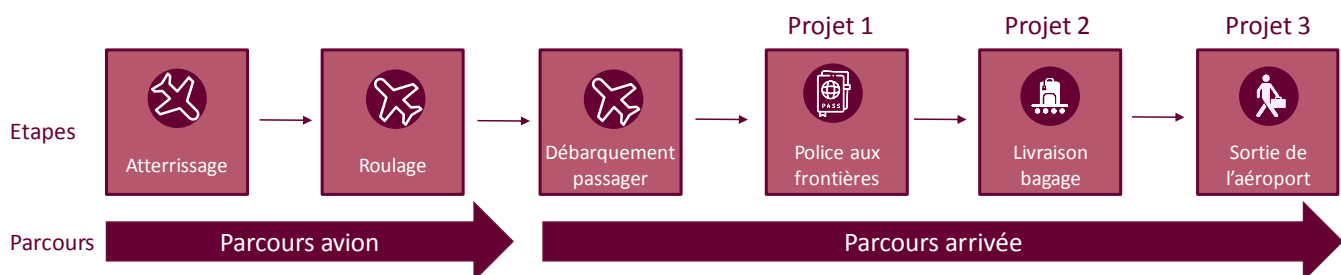 Projet 1
Projet 2
Projet 3
Etapes
Atterrissage
Roulage
Débarquement
passager
PASS
Police aux
frontières
Livraison
bagage
Sortie de
l'aéroport
Parcours
Parcours avion
Parcours arrivée